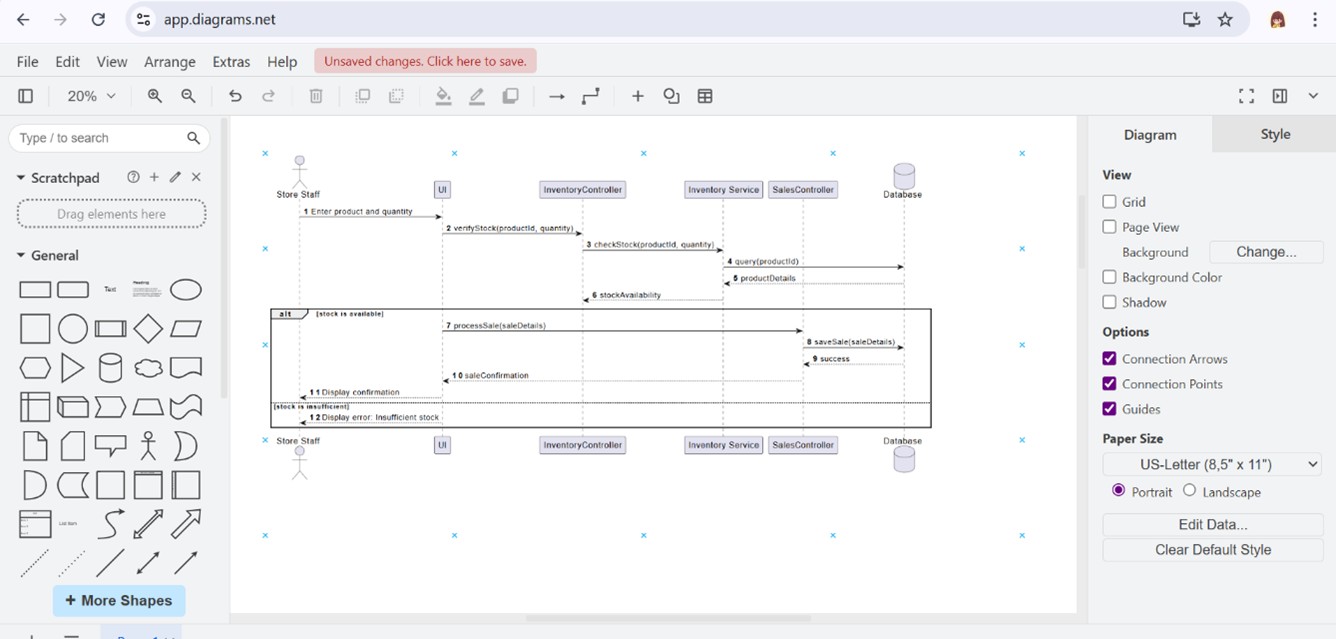 app.diagrams.net
File Edit View Arrange Extras Help Unsaved changes. Click here to save.
20%
Type / to search
Scratchpad
Drag elements here
General
Text
Heading
List Item
+ More Shapes
Store Staff
UI
InventoryController
Inventory Service
SalesController
Database
1 Enter product and quantity
2 verifyStock(productId, quantity)
3 checkStock(productId, quantity)
4 query(productId)
5 productDetails
6 stockAvailability
alt [stock is available]
7 processSale(saleDetails)
8 saveSale(saleDetails)
9 success
10 saleConfirmation
11 Display confirmation
[stock is insufficient]
12 Display error: Insufficient stock
Store Staff
UI
InventoryController
Inventory Service
SalesController
Database
Diagram Style
View
Grid
Page View
Background Change...
Background Color
Shadow
Options
Connection Arrows
Connection Points
Guides
Paper Size
US-Letter (8,5" x 11")
Portrait Landscape
Edit Data...
Clear Default Style